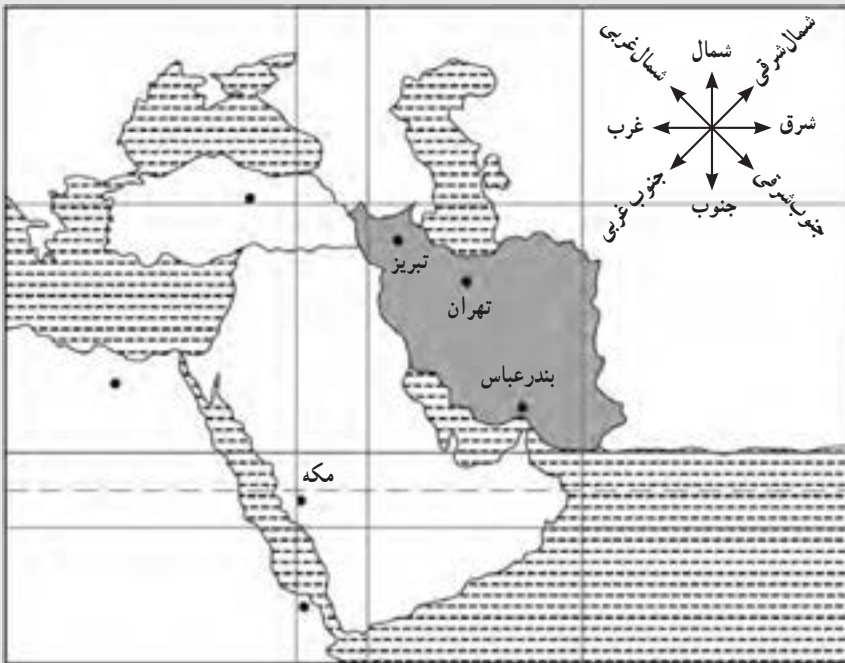 شمال
شمال شرقی
شرق
جنوب شرقی
جنوب
جنوب غربی
غرب
شمال غربی
تبریز
تهران
بندرعباس
مکه